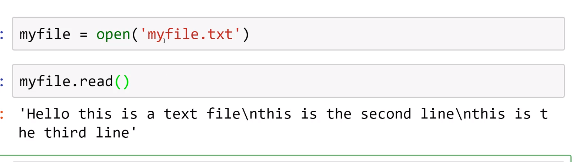 myfile = open('myfile.txt')
myfile.read()
'Hello this is a text file\nthis is the second line\nthis is t
he third line'